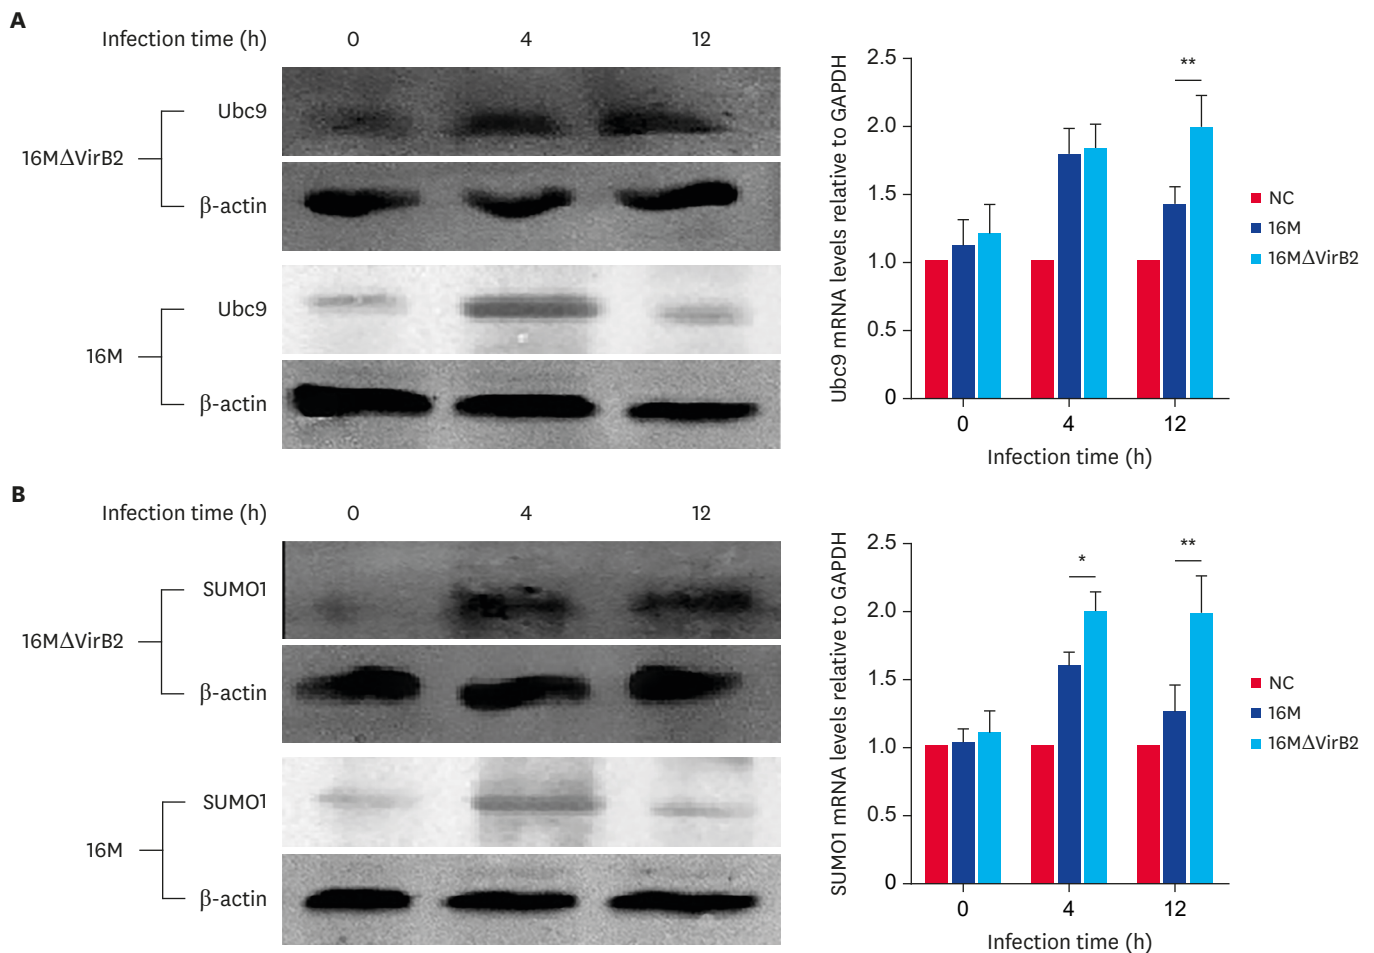 A
Infection time (h) 0 4 12
Ubc9
16MΔVirB2
β-actin
Ubc9
16M
β-actin
Ubc9 mRNA levels relative to GAPDH
2.5
2.0
1.5
1.0
0.5
0
**
0 4 12
Infection time (h)
NC
16M
16MΔVirB2
B
Infection time (h) 0 4 12
SUMO1
16MΔVirB2
β-actin
SUMO1
16M
β-actin
SUMO1 mRNA levels relative to GAPDH
2.5
2.0
1.5
1.0
0.5
0
* **
0 4 12
Infection time (h)
NC
16M
16MΔVirB2